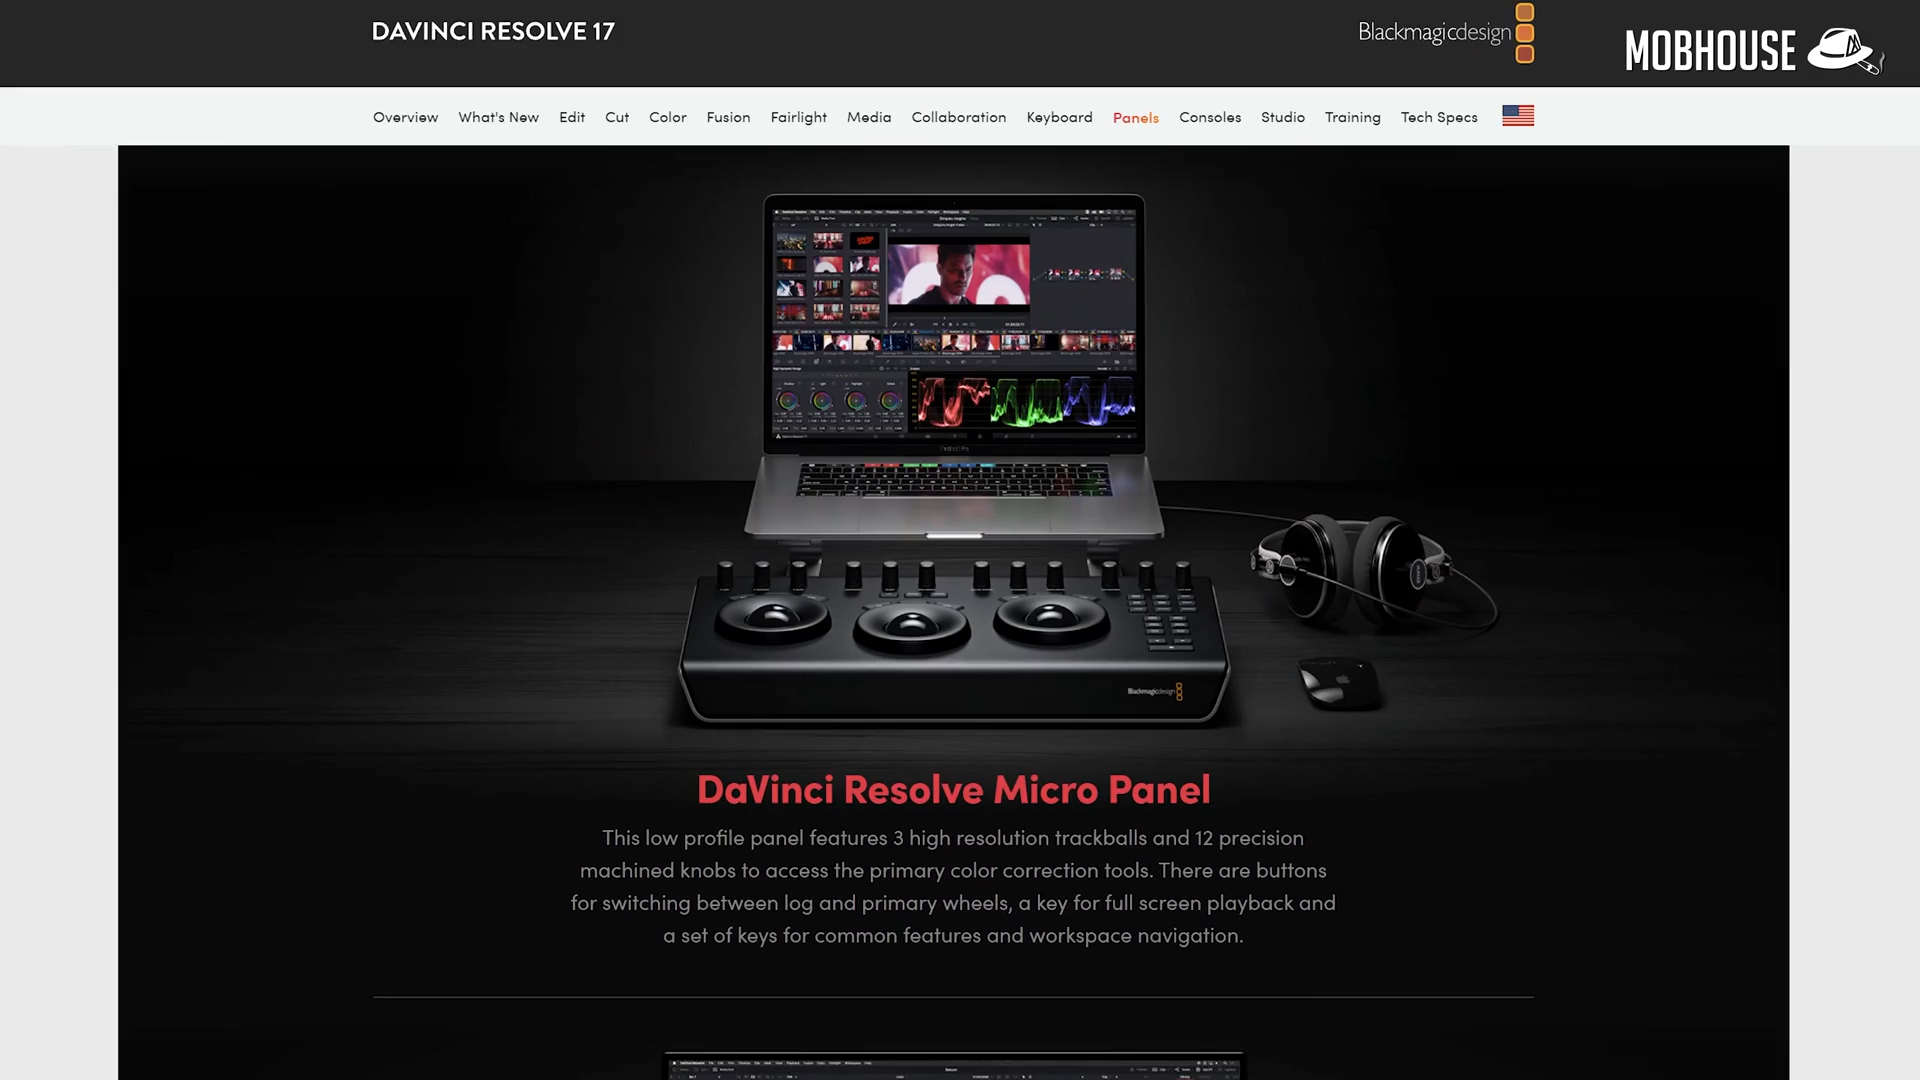 DAVINCI RESOLVE 17
Blackmagicdesign
MOBHOUSE
Overview What's New Edit Cut Color Fusion Fairlight Media Collaboration Keyboard Panels Consoles Studio Training Tech Specs
Blackmagicdesign
DaVinci Resolve Micro Panel
This low profile panel features 3 high resolution trackballs and 12 precision
machined knobs to access the primary color correction tools. There are buttons
for switching between log and primary wheels, a key for full screen playback and
a set of keys for common features and workspace navigation.